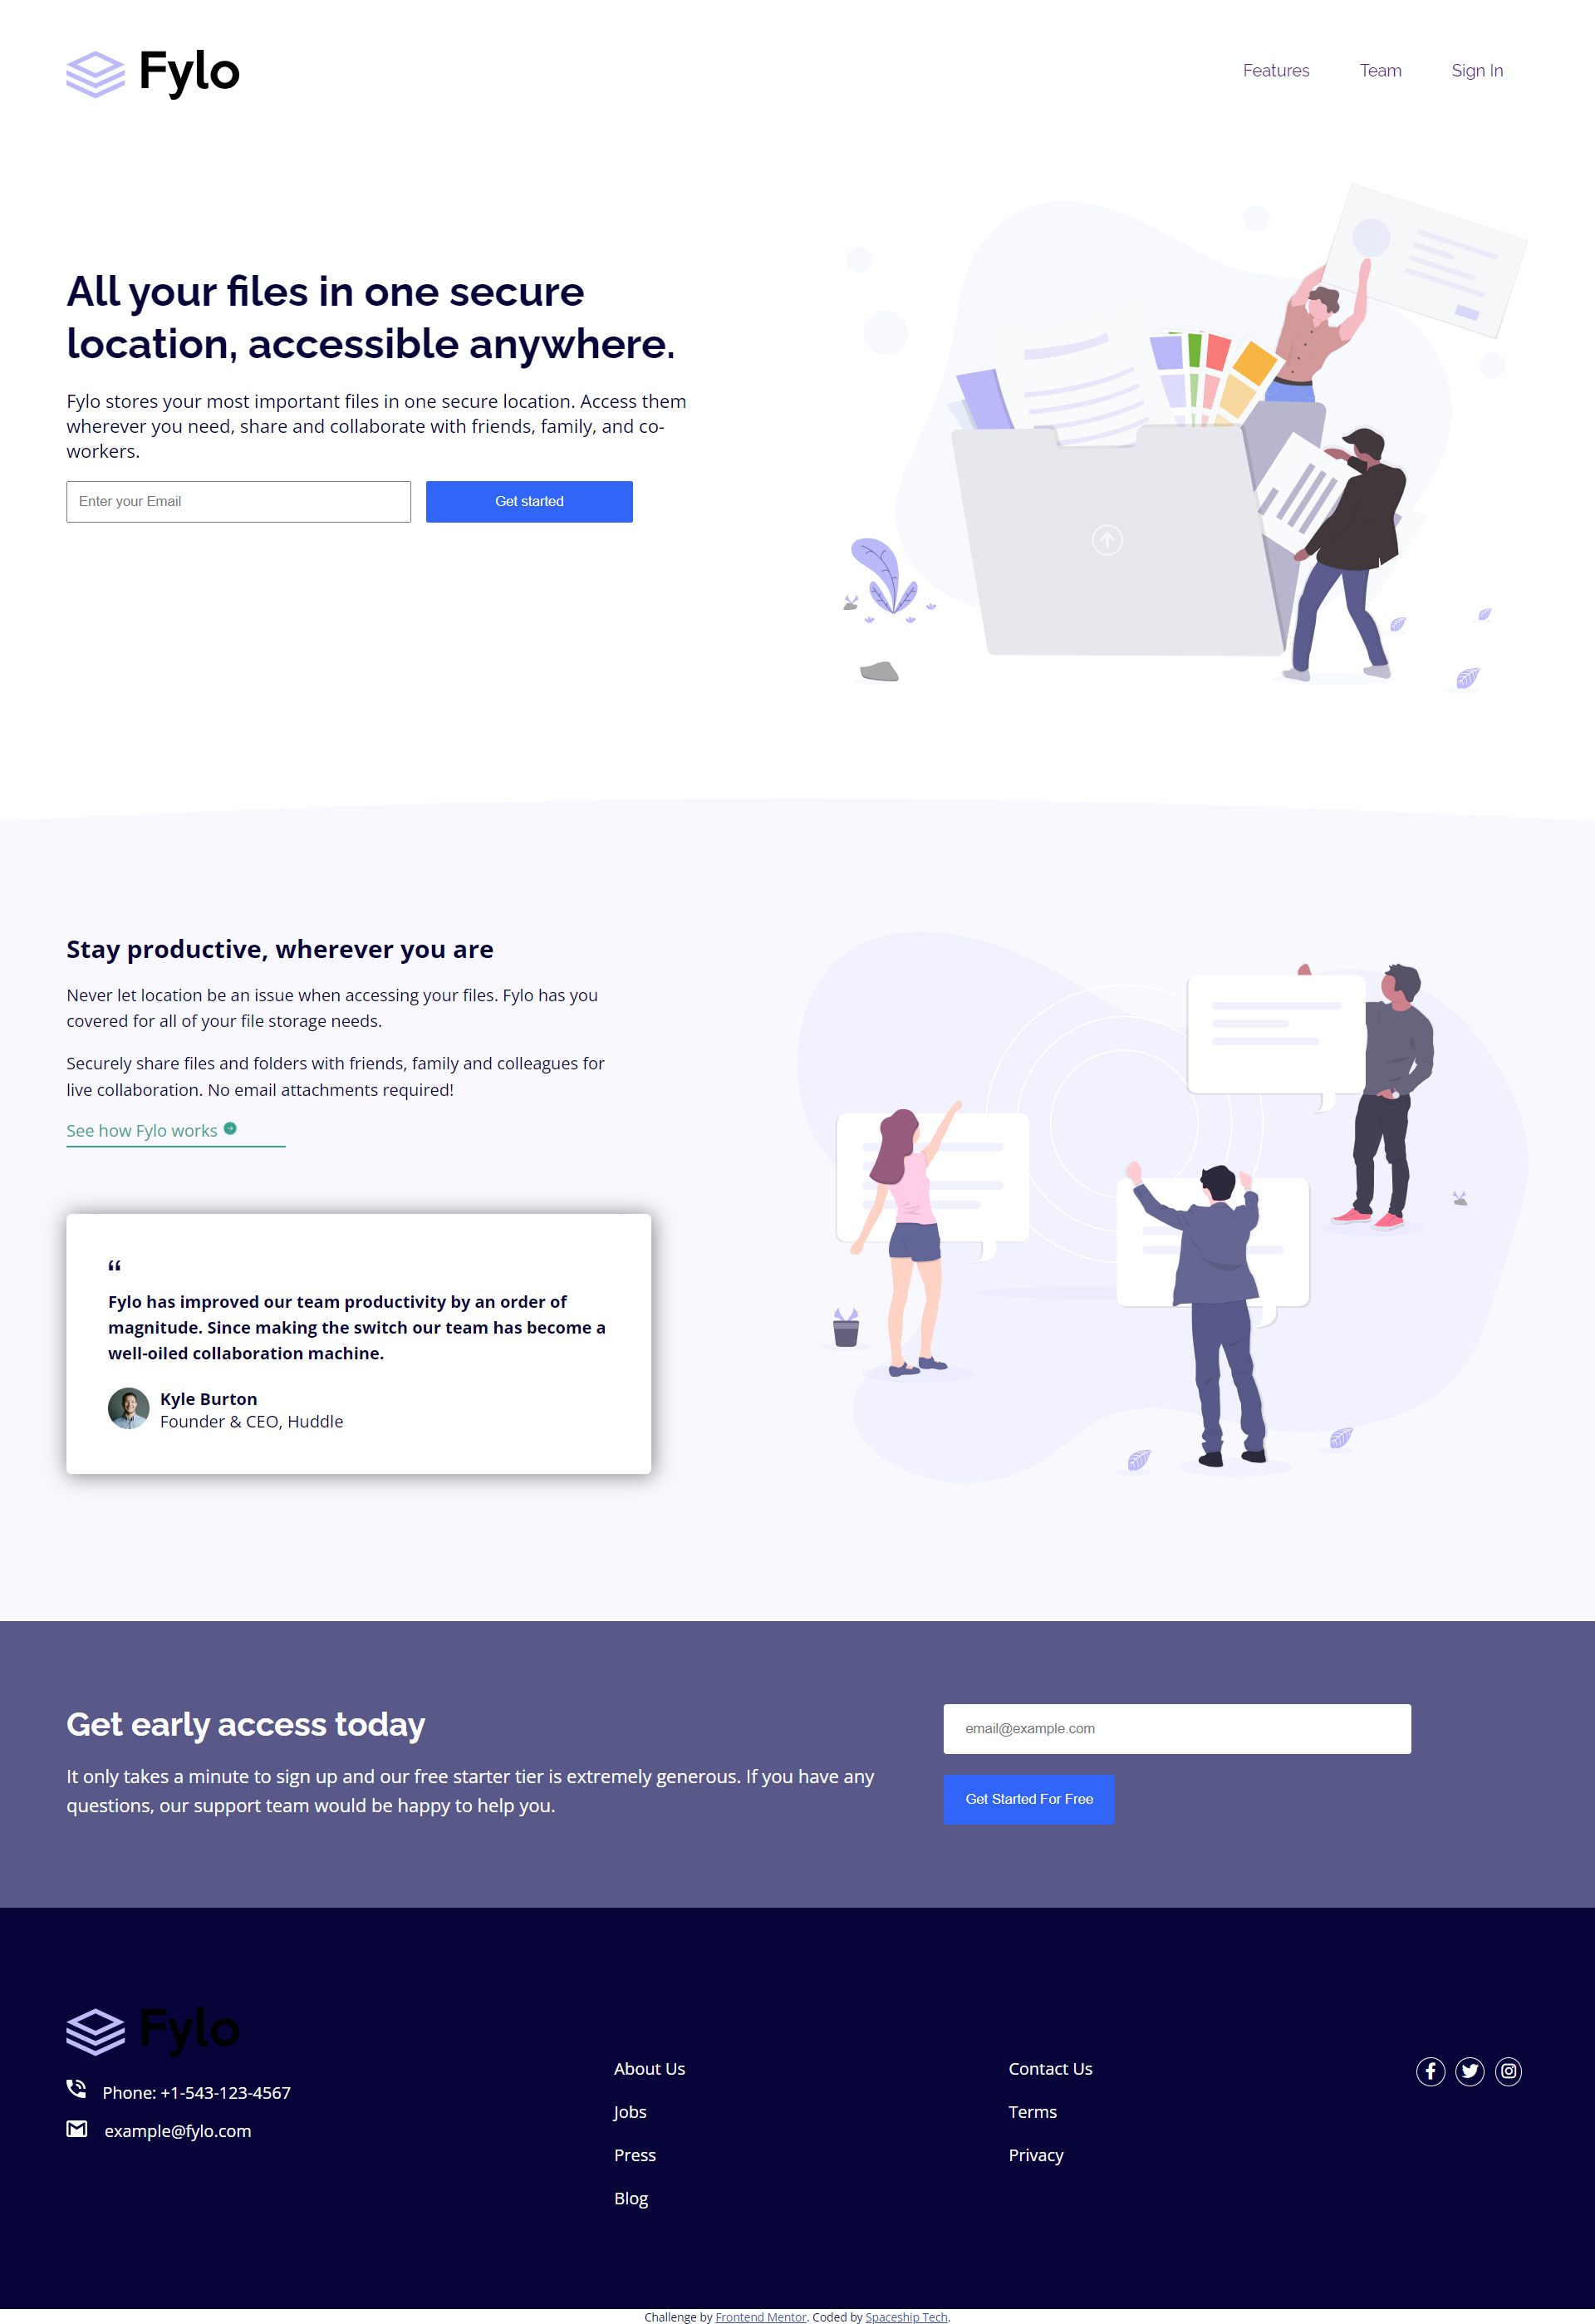 Fylo
Features
Team
Sign In
All your files in one secure
location, accessible anywhere.
Fylo stores your most important files in one secure location. Access them
wherever you need, share and collaborate with friends, family, and co-
workers.
Enter your Email
Get started
Stay productive, wherever you are
Never let location be an issue when accessing your files. Fylo has you
covered for all of your file storage needs.
Securely share files and folders with friends, family and colleagues for
live collaboration. No email attachments required!
See how Fylo works
“
Fylo has improved our team productivity by an order of
magnitude. Since making the switch our team has become a
well-oiled collaboration machine.
Kyle Burton
Founder & CEO, Huddle
Get early access today
It only takes a minute to sign up and our free starter tier is extremely generous. If you have any
questions, our support team would be happy to help you.
email@example.com
Get Started For Free
Fylo
Phone: +1-543-123-4567
example@fylo.com
About Us
Jobs
Press
Blog
Contact Us
Terms
Privacy
Challenge by Frontend Mentor. Coded by Spaceship Tech.